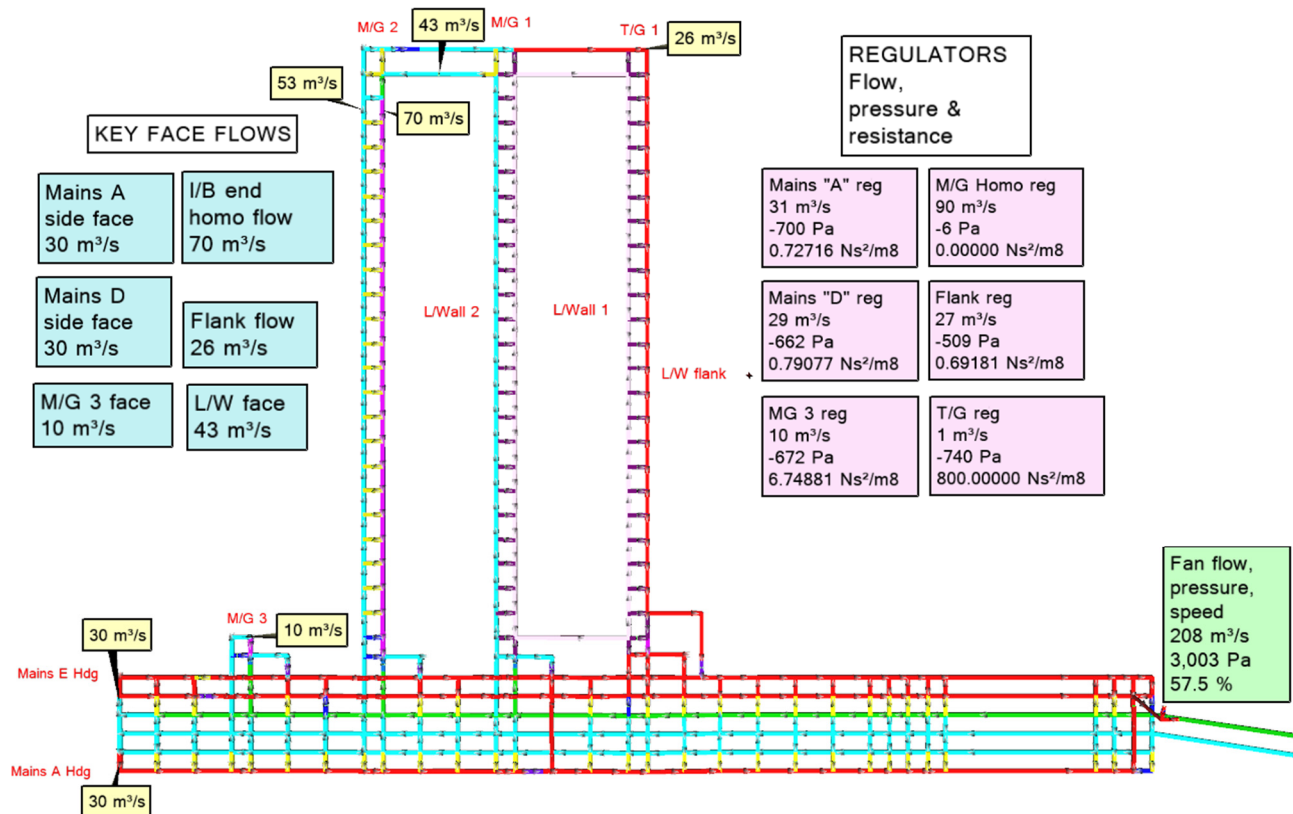 M/G 2
43 m³/s
M/G 1
T/G 1
26 m³/s
53 m³/s
70 m³/s
KEY FACE FLOWS
Mains A
side face
30 m³/s
I/B end
homo flow
70 m³/s
Mains D
side face
30 m³/s
Flank flow
26 m³/s
M/G 3 face
10 m³/s
L/W face
43 m³/s
L/Wall 2
L/Wall 1
L/W flank
REGULATORS
Flow,
pressure &
resistance
Mains "A" reg
31 m³/s
-700 Pa
0.72716 Ns²/m8
M/G Homo reg
90 m³/s
-6 Pa
0.00000 Ns²/m8
Mains "D" reg
29 m³/s
-662 Pa
0.79077 Ns²/m8
Flank reg
27 m³/s
-509 Pa
0.69181 Ns²/m8
MG 3 reg
10 m³/s
-672 Pa
6.74881 Ns²/m8
T/G reg
1 m³/s
-740 Pa
800.00000 Ns²/m8
Fan flow,
pressure,
speed
208 m³/s
3,003 Pa
57.5 %
M/G 3
10 m³/s
30 m³/s
Mains E Hdg
Mains A Hdg
30 m³/s